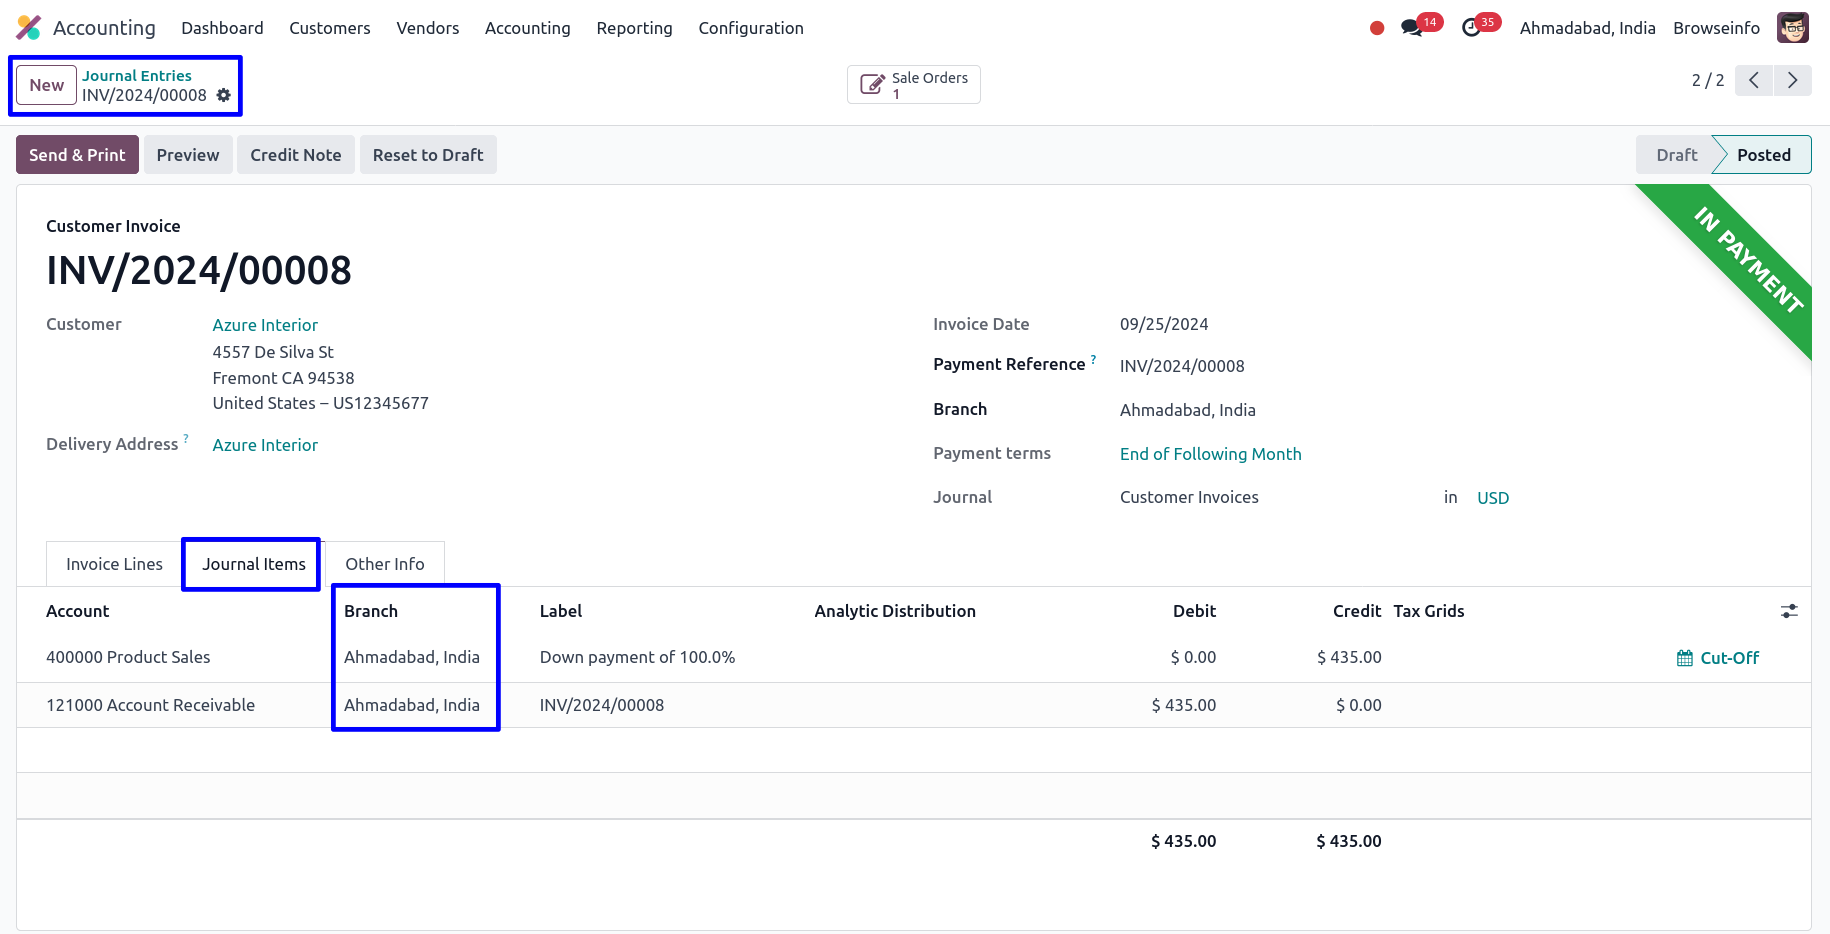 Accounting Dashboard Customers Vendors Accounting Reporting Configuration 14 35 Ahmadabad, India Browseinfo
New Journal Entries
INV/2024/00008
Sale Orders
1
2 / 2
Send & Print Preview Credit Note Reset to Draft Draft Posted
IN PAYMENT
Customer Invoice
INV/2024/00008
Customer Azure Interior
4557 De Silva St
Fremont CA 94538
United States – US12345677
Delivery Address ? Azure Interior
Invoice Date 09/25/2024
Payment Reference ? INV/2024/00008
Branch Ahmadabad, India
Payment terms End of Following Month
Journal Customer Invoices in USD
Invoice Lines Journal Items Other Info
Account Branch Label Analytic Distribution Debit Credit Tax Grids
400000 Product Sales Ahmadabad, India Down payment of 100.0% $ 0.00 $ 435.00 Cut-Off
121000 Account Receivable Ahmadabad, India INV/2024/00008 $ 435.00 $ 0.00
$ 435.00 $ 435.00